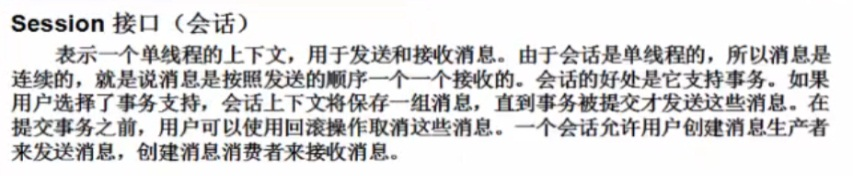 Session 接口（会话）
表示一个单线程的上下文，用于发送和接收消息。由于会话是单线程的，所以消息是
连续的，就是说消息是按照发送的顺序一个一个接收的。会话的好处是它支持事务。如果
用户选择了事务支持，会话上下文将保存一组消息，直到事务被提交才发送这些消息。在
提交事务之前，用户可以使用回滚操作取消这些消息。一个会话允许用户创建消息生产者
来发送消息，创建消息消费者来接收消息。